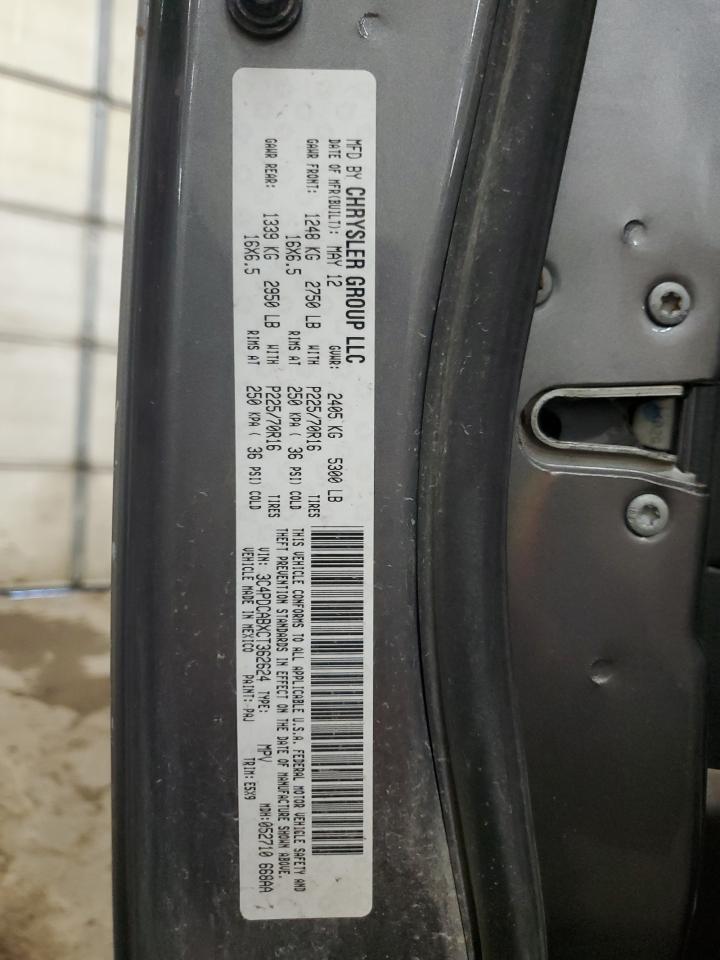 MFD BY CHRYSLER GROUP LLC
DATE OF MFR(BUILT): MAY 12 GVWR: 2405 KG 5300 LB
GAWR FRONT: 1248 KG 2750 LB WITH P225/70R16 TIRES
16X6.5 RIMS AT 250 KPA ( 36 PSI) COLD
GAWR REAR: 1339 KG 2950 LB WITH P225/70R16 TIRES
16X6.5 RIMS AT 250 KPA ( 36 PSI) COLD
THIS VEHICLE CONFORMS TO ALL APPLICABLE U.S.A. FEDERAL MOTOR VEHICLE SAFETY AND
THEFT PREVENTION STANDARDS IN EFFECT ON THE DATE OF MANUFACTURE SHOWN ABOVE.
VIN: 3C4PDCABXCT362624 TYPE: MPV MDH:052710 668AA
VEHICLE MADE IN MEXICO PAINT: PAJ TRIM: E5X9